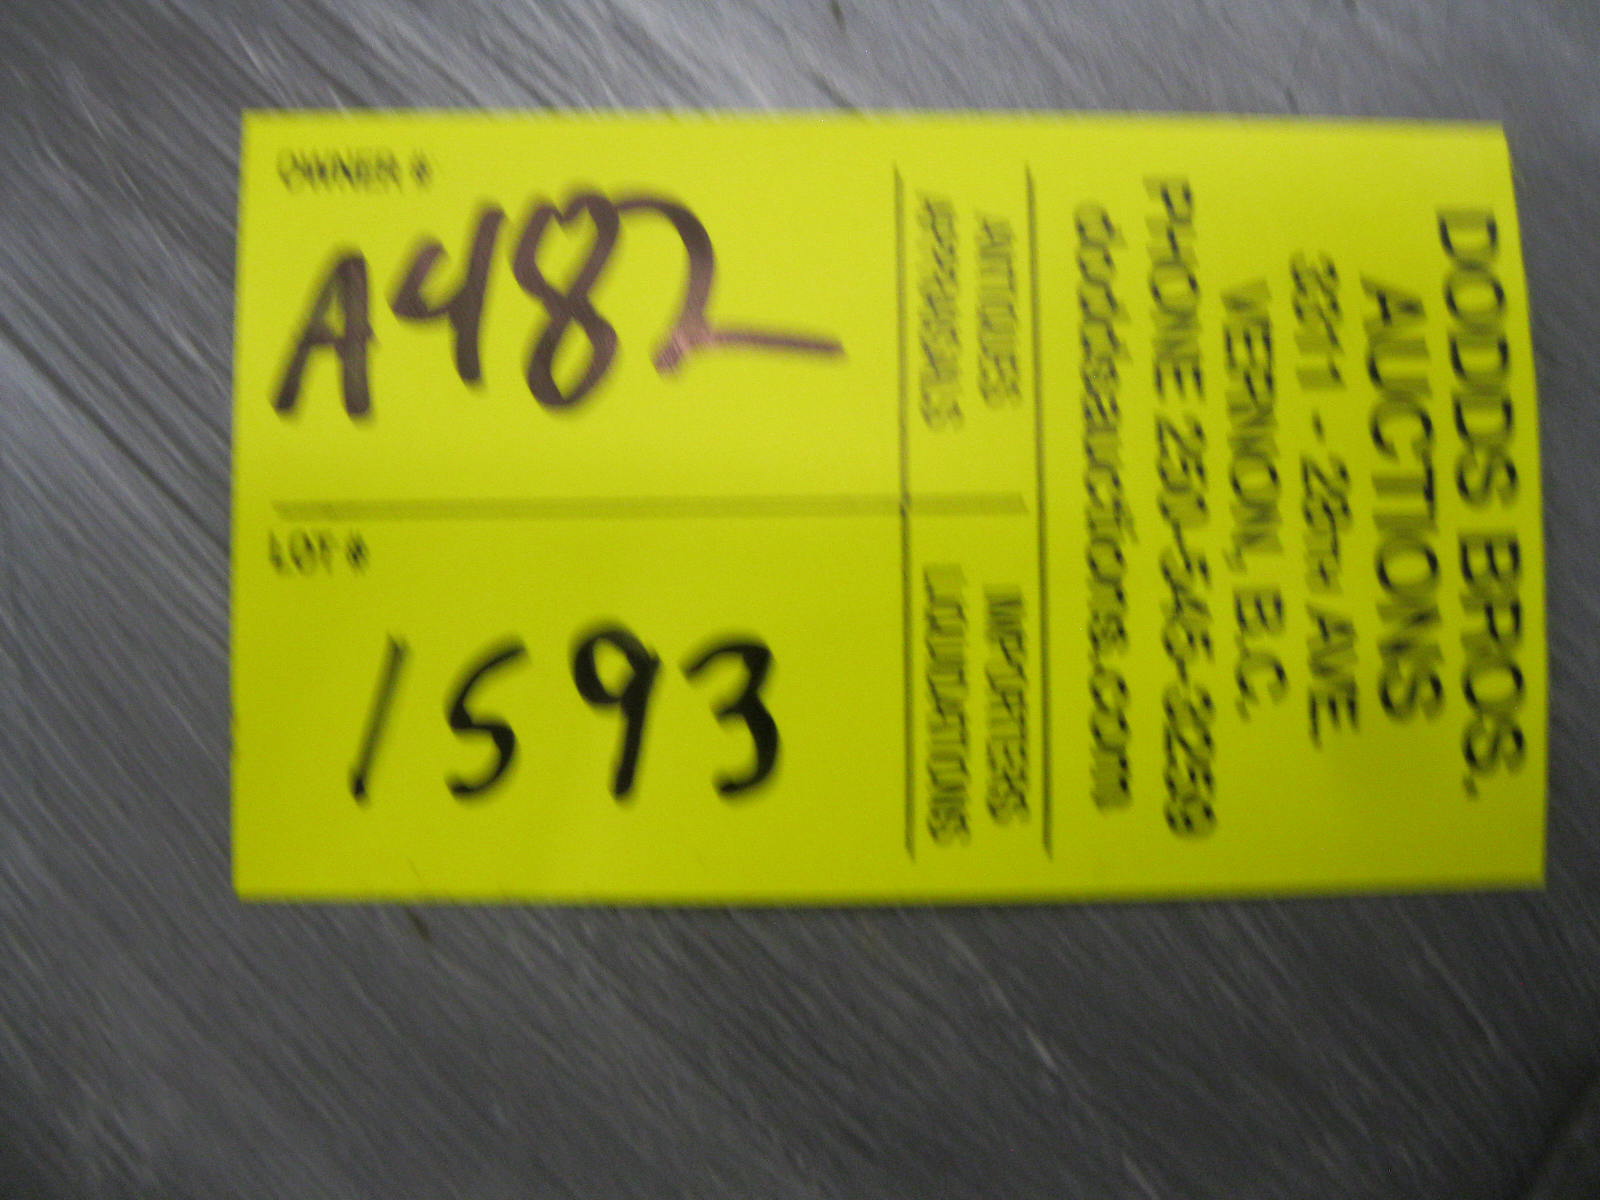 OWNER #
A482
LOT #
1593
DODDS BROS.
AUCTIONS
3311 - 28TH AVE
VERNON, B.C.
PHONE 250-545-3259
doddsauctions.com
ANTIQUES IMPORTERS
APPRAISALS LIQUIDATIONS